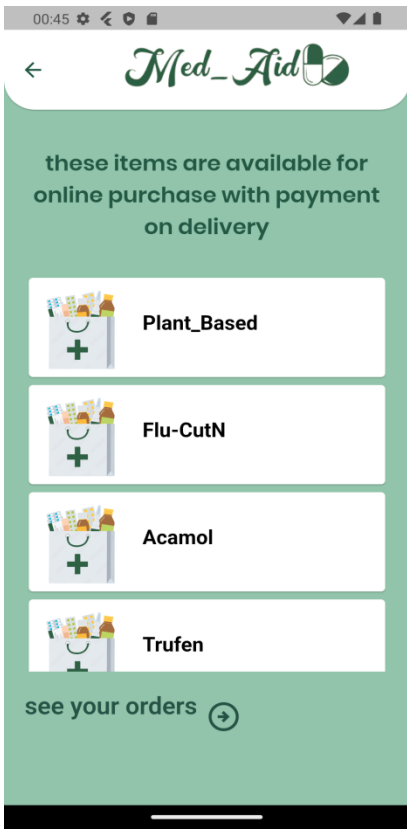 00:45
Med_Aid
these items are available for
online purchase with payment
on delivery
Plant_Based
Flu-CutN
Acamol
Trufen
see your orders